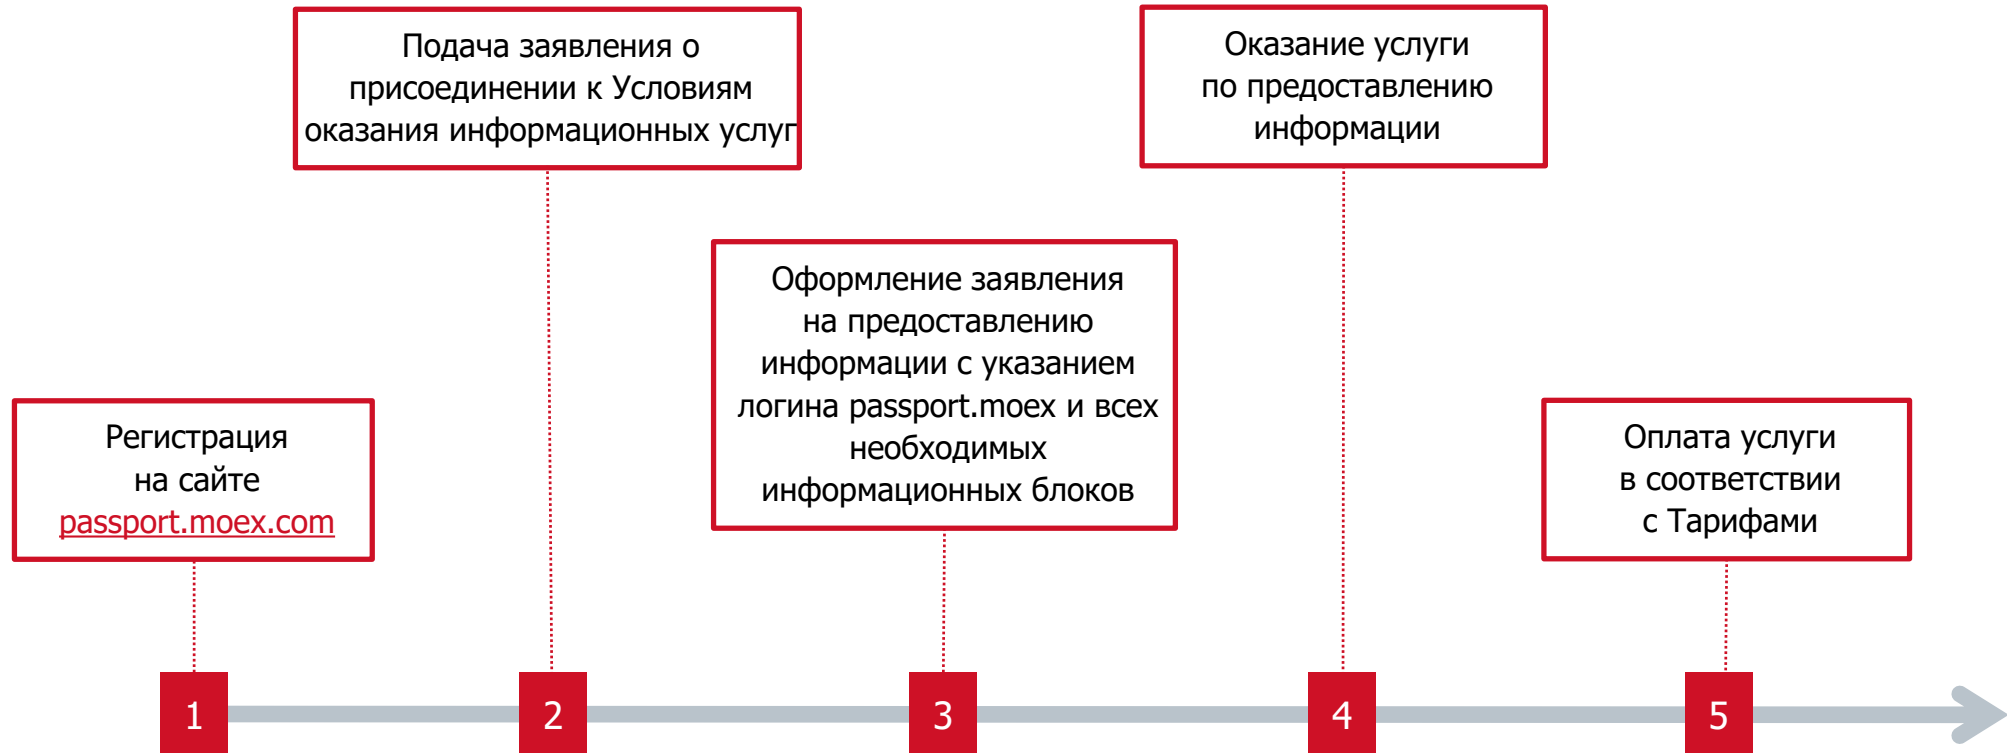 Подача заявления о
присоединении к Условиям
оказания информационных услуг
Оказание услуги
по предоставлению
информации
Оформление заявления
на предоставлению
информации с указанием
логина passport.moex и всех
необходимых
информационных блоков
Регистрация
на сайте
passport.moex.com
Оплата услуги
в соответствии
с Тарифами
1
2
3
4
5